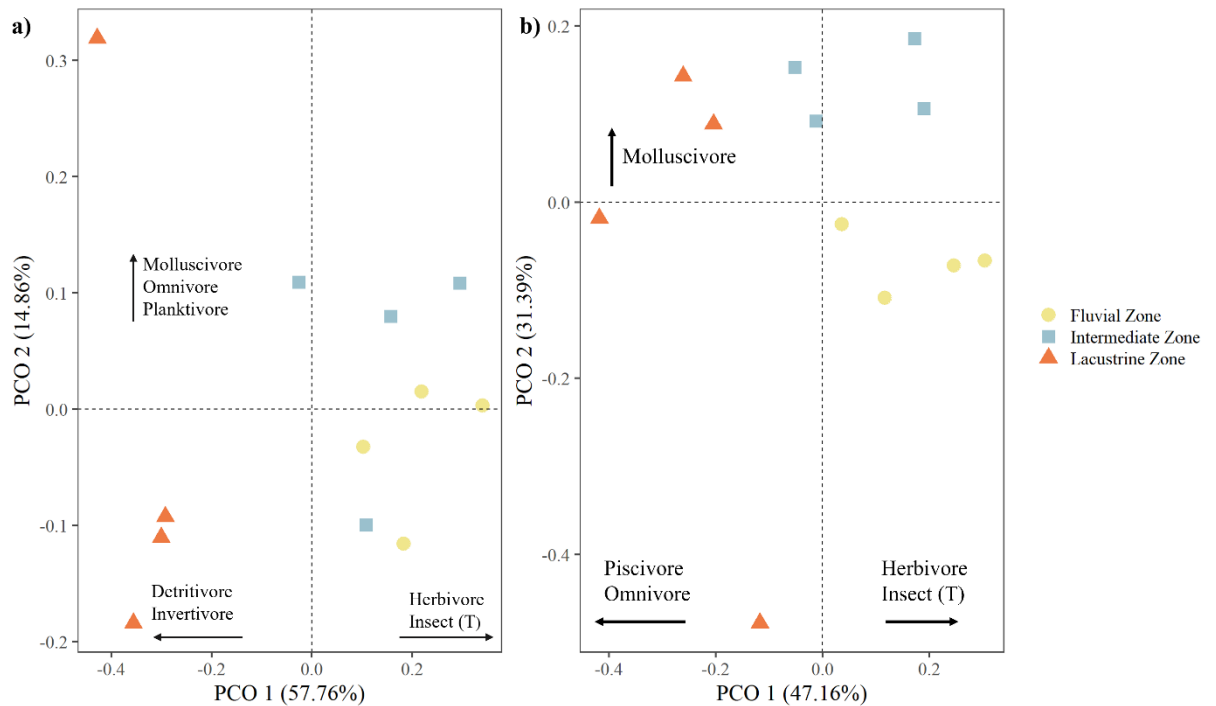 a)
0.3
0.2
0.1
0.0
-0.1
-0.2
PCO 2 (14.86%)
Molluscivore
Omnivore
Planktivore
Detritivore
Invertivore
Herbivore
Insect (T)
-0.4
-0.2
0.0
0.2
PCO 1 (57.76%)
b)
0.2
0.0
-0.2
-0.4
PCO 2 (31.39%)
Molluscivore
Piscivore
Omnivore
Herbivore
Insect (T)
-0.4
-0.2
0.0
0.2
PCO 1 (47.16%)
Fluvial Zone
Intermediate Zone
Lacustrine Zone